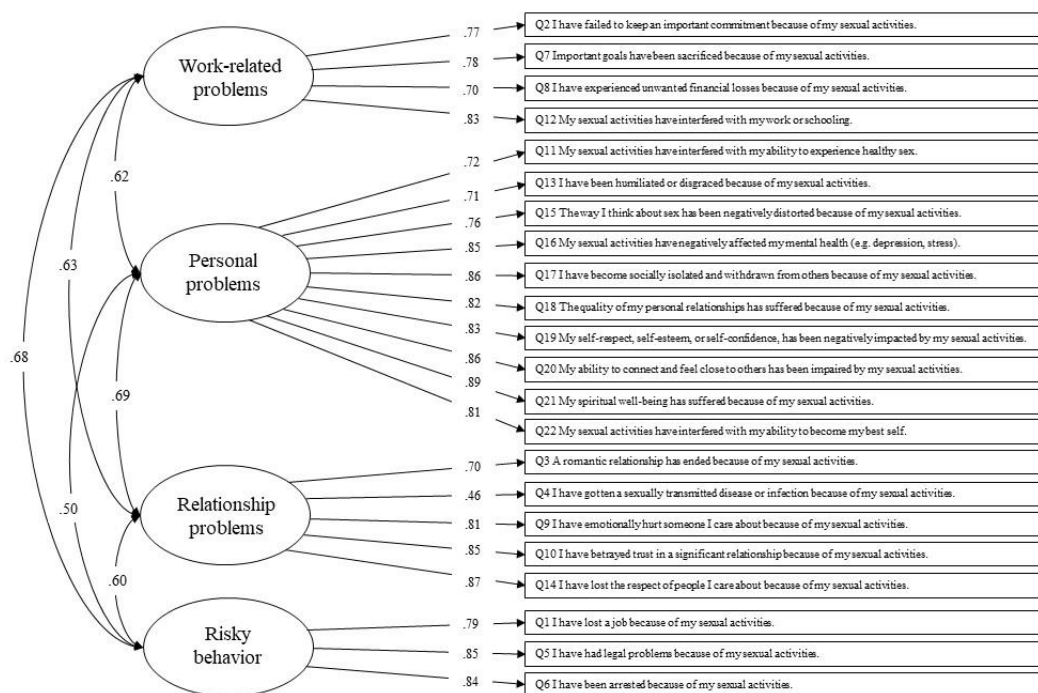 .77
Q2 I have failed to keep an important commitment because of my sexual activities.
.78
Q7 Important goals have been sacrificed because of my sexual activities.
Work-related
problems
.70
Q8 I have experienced unwanted financial losses because of my sexual activities.
.83
Q12 My sexual activities have interfered with my work or schooling.
.72
Q11 My sexual activities have interfered with my ability to experience healthy sex.
.62
.71
Q13 I have been humiliated or disgraced because of my sexual activities.
.76
Q15 The way I think about sex has been negatively distorted because of my sexual activities.
.85
Q16 My sexual activities have negatively affected my mental health (e.g. depression, stress).
.63
Personal
problems
.86
Q17 I have become socially isolated and withdrawn from others because of my sexual activities.
.82
Q18 The quality of my personal relationships has suffered because of my sexual activities.
.83
Q19 My self-respect, self-esteem, or self-confidence, has been negatively impacted by my sexual activities.
.68
.86
Q20 My ability to connect and feel close to others has been impaired by my sexual activities.
.69
.89
Q21 My spiritual well-being has suffered because of my sexual activities.
.81
Q22 My sexual activities have interfered with my ability to become my best self.
.70
Q3 A romantic relationship has ended because of my sexual activities.
.46
Q4 I have gotten a sexually transmitted disease or infection because of my sexual activities.
.50
Relationship
problems
.81
Q9 I have emotionally hurt someone I care about because of my sexual activities.
.85
Q10 I have betrayed trust in a significant relationship because of my sexual activities.
.60
.87
Q14 I have lost the respect of people I care about because of my sexual activities.
.79
Q1 I have lost a job because of my sexual activities.
Risky
behavior
.85
Q5 I have had legal problems because of my sexual activities.
.84
Q6 I have been arrested because of my sexual activities.